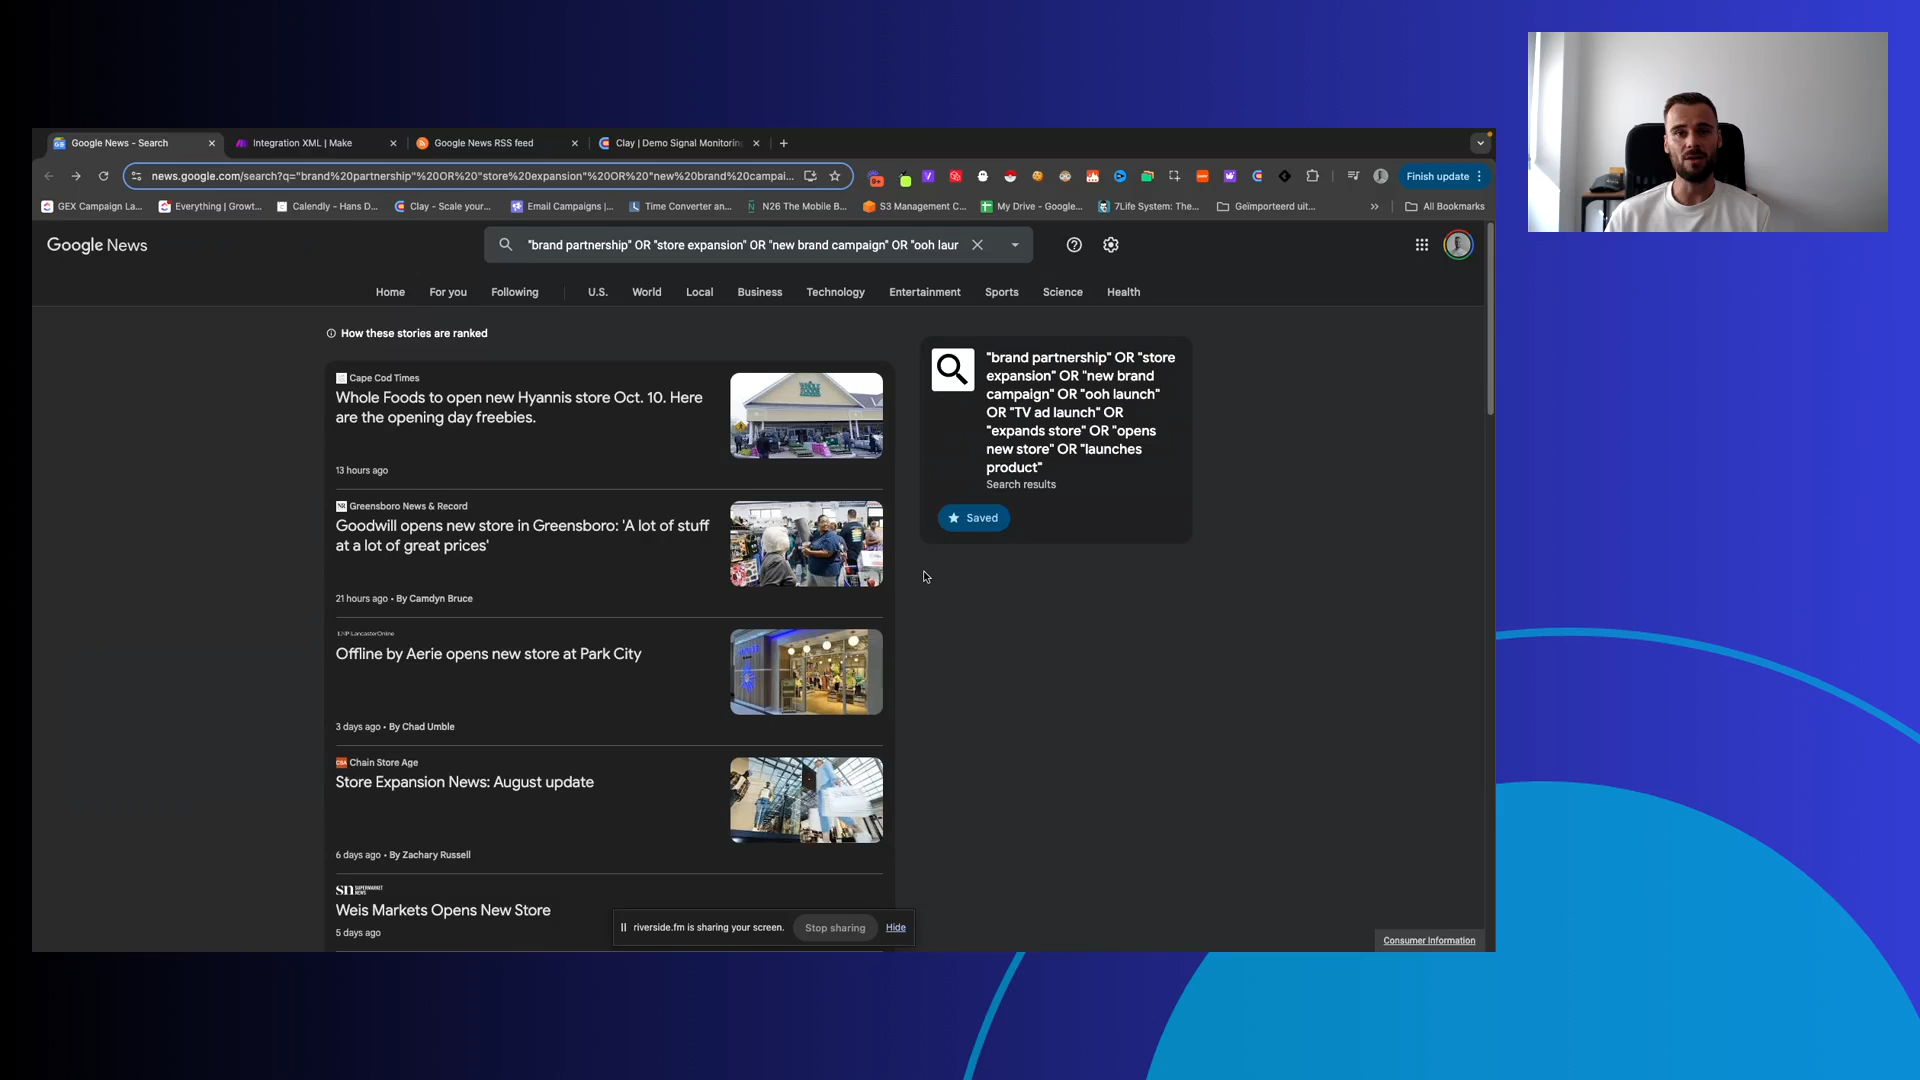 Google News - Search
Integration XML | Make
Google News RSS feed
Clay | Demo Signal Monitoring
news.google.com/search?q="brand%20partnership"%20OR%20"store%20expansion"%20OR%20"new%20brand%20campai...
Finish update
GEX Campaign La...
Everything | Growt...
Calendly - Hans D...
Clay - Scale your...
Email Campaigns |...
Time Converter an...
N26 The Mobile B...
S3 Management C...
My Drive - Google...
7Life System: The...
Geïmporteerd uit...
All Bookmarks
Google News
"brand partnership" OR "store expansion" OR "new brand campaign" OR "ooh laur
Home
For you
Following
U.S.
World
Local
Business
Technology
Entertainment
Sports
Science
Health
How these stories are ranked
Cape Cod Times
Whole Foods to open new Hyannis store Oct. 10. Here
are the opening day freebies.
13 hours ago
Greensboro News & Record
Goodwill opens new store in Greensboro: 'A lot of stuff
at a lot of great prices'
21 hours ago • By Camdyn Bruce
LNP LancasterOnline
Offline by Aerie opens new store at Park City
3 days ago • By Chad Umble
CSA Chain Store Age
Store Expansion News: August update
6 days ago • By Zachary Russell
sn SUPERMARKET NEWS
Weis Markets Opens New Store
5 days ago
"brand partnership" OR "store
expansion" OR "new brand
campaign" OR "ooh launch"
OR "TV ad launch" OR
"expands store" OR "opens
new store" OR "launches
product"
Search results
Saved
riverside.fm is sharing your screen.
Stop sharing
Hide
Consumer Information